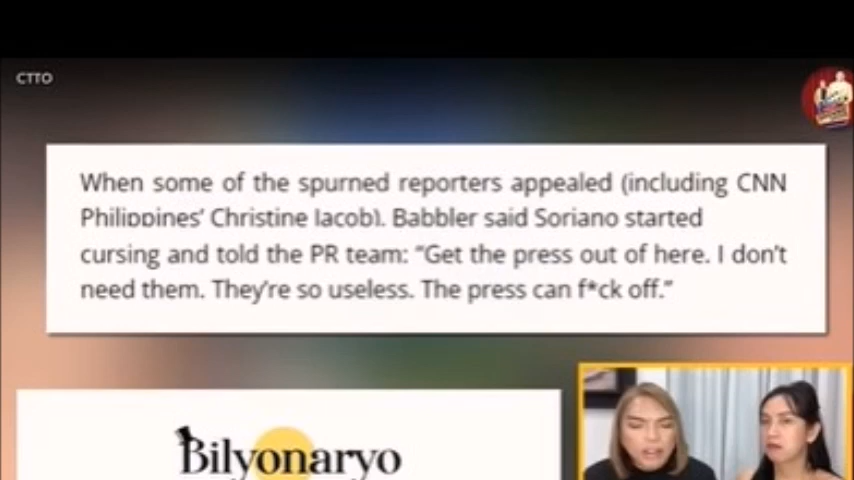 CTTO
When some of the spurned reporters appealed (including CNN
Philippines' Christine Jacob). Babbler said Soriano started
cursing and told the PR team: "Get the press out of here. I don't
need them. They're so useless. The press can f*ck off."
Bilyonaryo